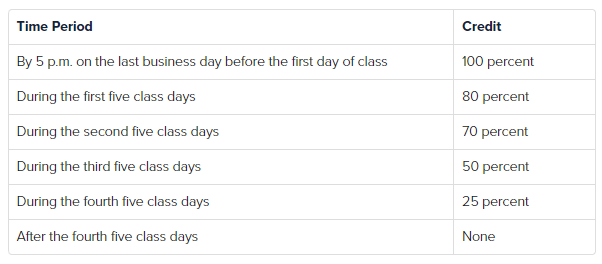 Time Period Credit
By 5 p.m. on the last business day before the first day of class 100 percent
During the first five class days 80 percent
During the second five class days 70 percent
During the third five class days 50 percent
During the fourth five class days 25 percent
After the fourth five class days None